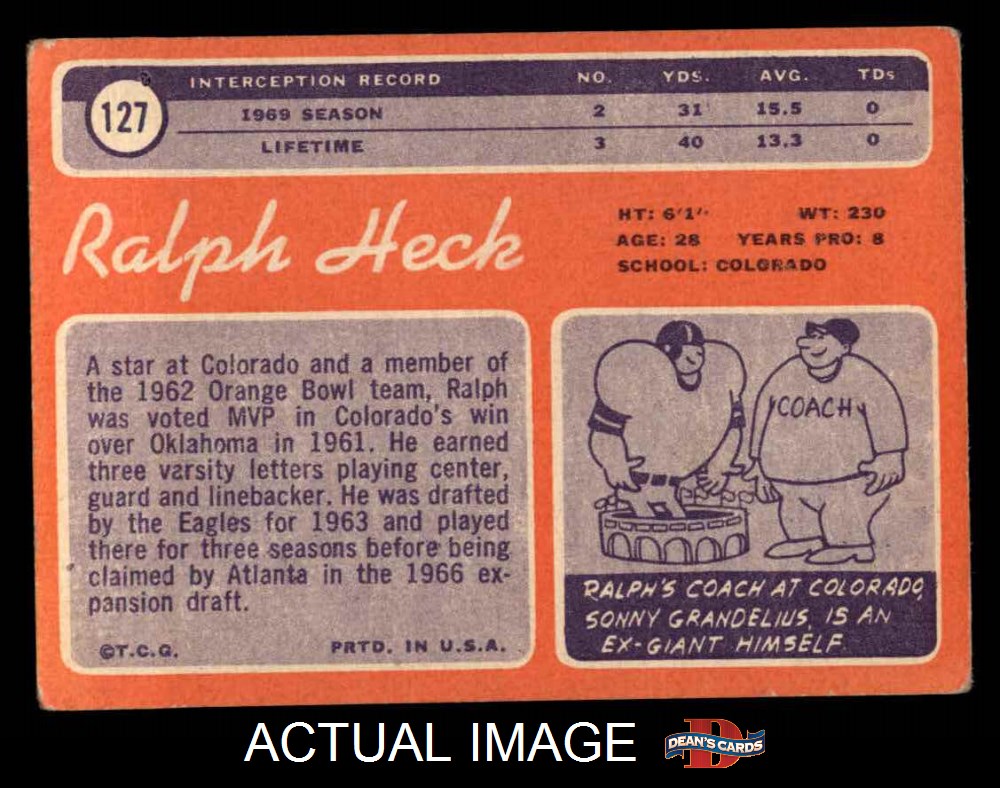 127
INTERCEPTION RECORD NO. YDS. AVG. TDs
1969 SEASON 2 31 15.5 0
LIFETIME 3 40 13.3 0
Ralph Heck
HT: 6'1" WT: 230
AGE: 28 YEARS PRO: 8
SCHOOL: COLORADO
A star at Colorado and a member of
the 1962 Orange Bowl team, Ralph
was voted MVP in Colorado's win
over Oklahoma in 1961. He earned
three varsity letters playing center,
guard and linebacker. He was drafted
by the Eagles for 1963 and played
there for three seasons before being
claimed by Atlanta in the 1966 ex-
pansion draft.
©T.C.G. PRTD. IN U.S.A.
COACH
RALPH'S COACH AT COLORADO,
SONNY GRANDELIUS, IS AN
EX-GIANT HIMSELF.
ACTUAL IMAGE
DEAN'S CARDS